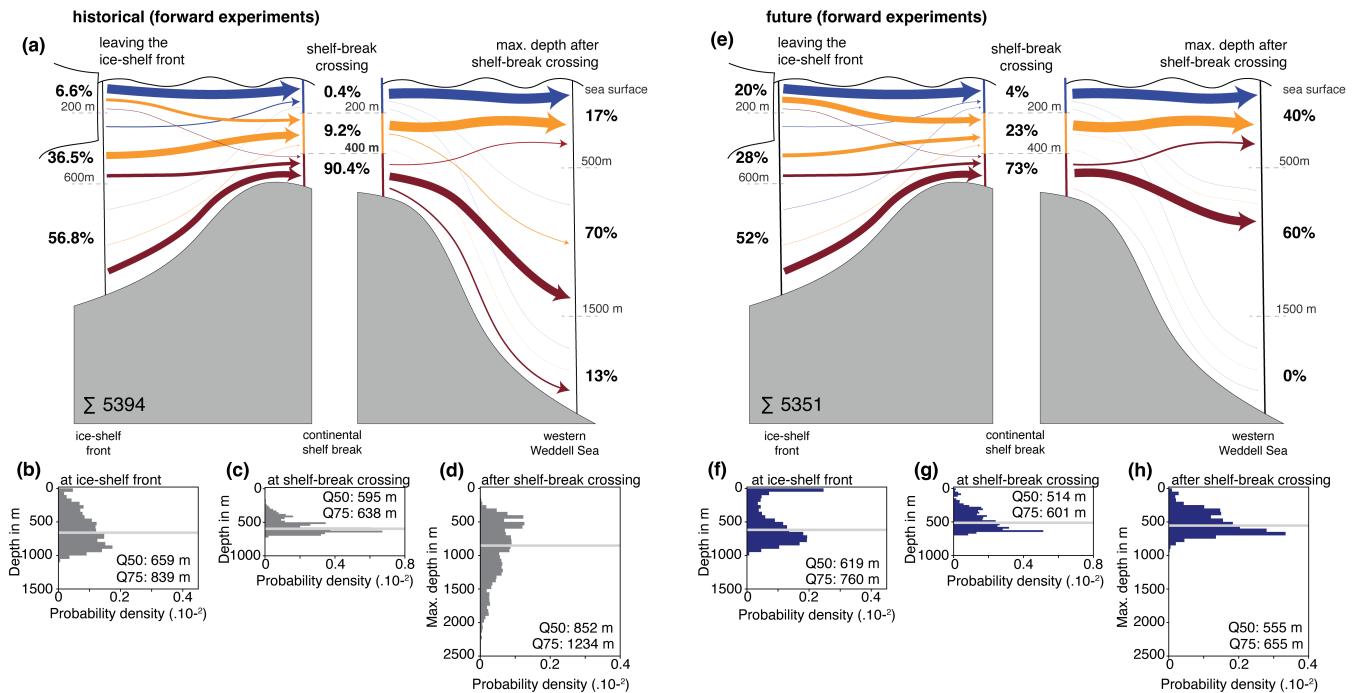 historical (forward experiments)
(a)
leaving the
ice-shelf front
shelf-break
crossing
max. depth after
shelf-break crossing
6.6%
200 m
36.5%
600m
56.8%
0.4%
200 m
9.2%
400 m
90.4%
sea surface
17%
500m
70%
1500 m
13%
∑ 5394
ice-shelf
front
continental
shelf break
western
Weddell Sea
(b)
at ice-shelf front
Depth in m
0
500
1000
1500
Q50: 659 m
Q75: 839 m
0
0.2
0.4
Probability density (.10-²)
(c)
at shelf-break crossing
Depth in m
0
500
1000
Q50: 595 m
Q75: 638 m
0
0.4
0.8
Probability density (.10-²)
(d)
after shelf-break crossing
Max. depth in m
0
500
1000
1500
2000
2500
Q50: 852 m
Q75: 1234 m
0
0.2
0.4
Probability density (.10-²)
future (forward experiments)
(e)
leaving the
ice-shelf front
shelf-break
crossing
max. depth after
shelf-break crossing
20%
200 m
28%
600m
52%
4%
200 m
23%
400 m
73%
sea surface
40%
500m
60%
1500 m
0%
∑ 5351
ice-shelf
front
continental
shelf break
western
Weddell Sea
(f)
at ice-shelf front
Depth in m
0
500
1000
1500
Q50: 619 m
Q75: 760 m
0
0.2
0.4
Probability density (.10-²)
(g)
at shelf-break crossing
Depth in m
0
500
1000
Q50: 514 m
Q75: 601 m
0
0.4
0.8
Probability density (.10-²)
(h)
after shelf-break crossing
Max. depth in m
0
500
1000
1500
2000
2500
Q50: 555 m
Q75: 655 m
0
0.2
0.4
Probability density (.10-²)